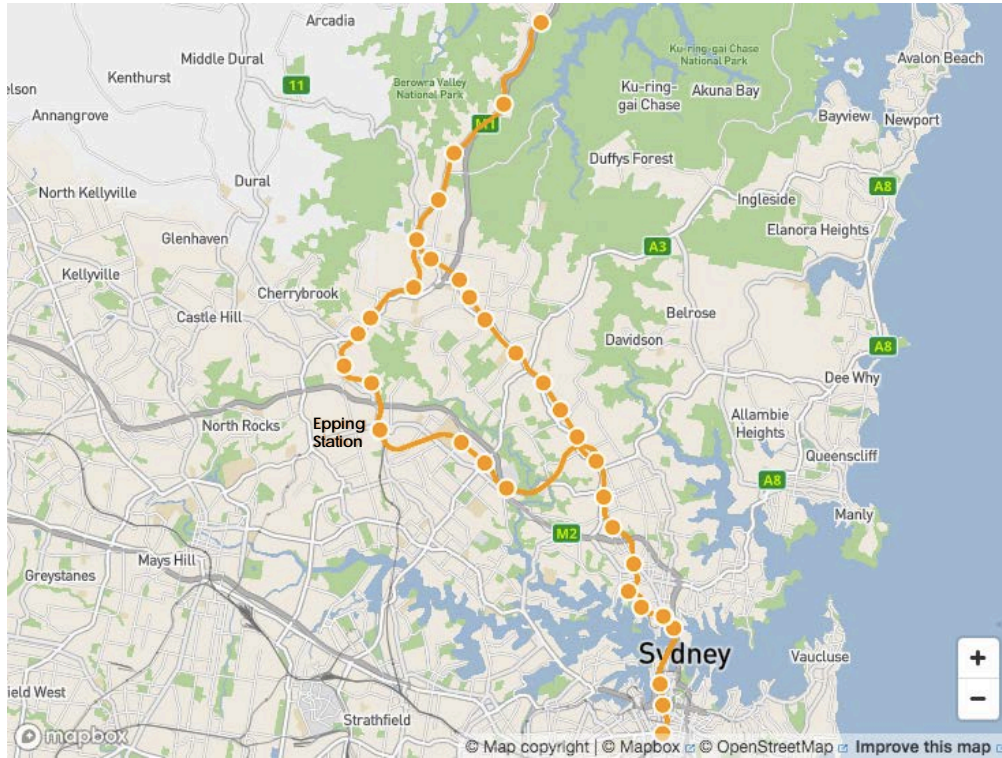 Arcadia
Middle Dural
Kenthurst
elson
Annangrove
11
Berowra Valley
National Park
M1
Ku-ring-gai Chase
National Park
Avalon Beach
Ku-ring-
gai Chase
Akuna Bay
Bayview
Newport
Duffys Forest
North Kellyville
Dural
A8
Ingleside
Glenhaven
Elanora Heights
A3
Kellyville
Cherrybrook
Castle Hill
Belrose
Davidson
A8
Dee Why
Epping
Station
North Rocks
Allambie
Heights
Queenscliff
A8
Manly
M2
Mays Hill
Greystanes
Sydney
Vaucluse
+
−
ield West
Strathfield
mapbox
© Map copyright | © Mapbox © OpenStreetMap Improve this map